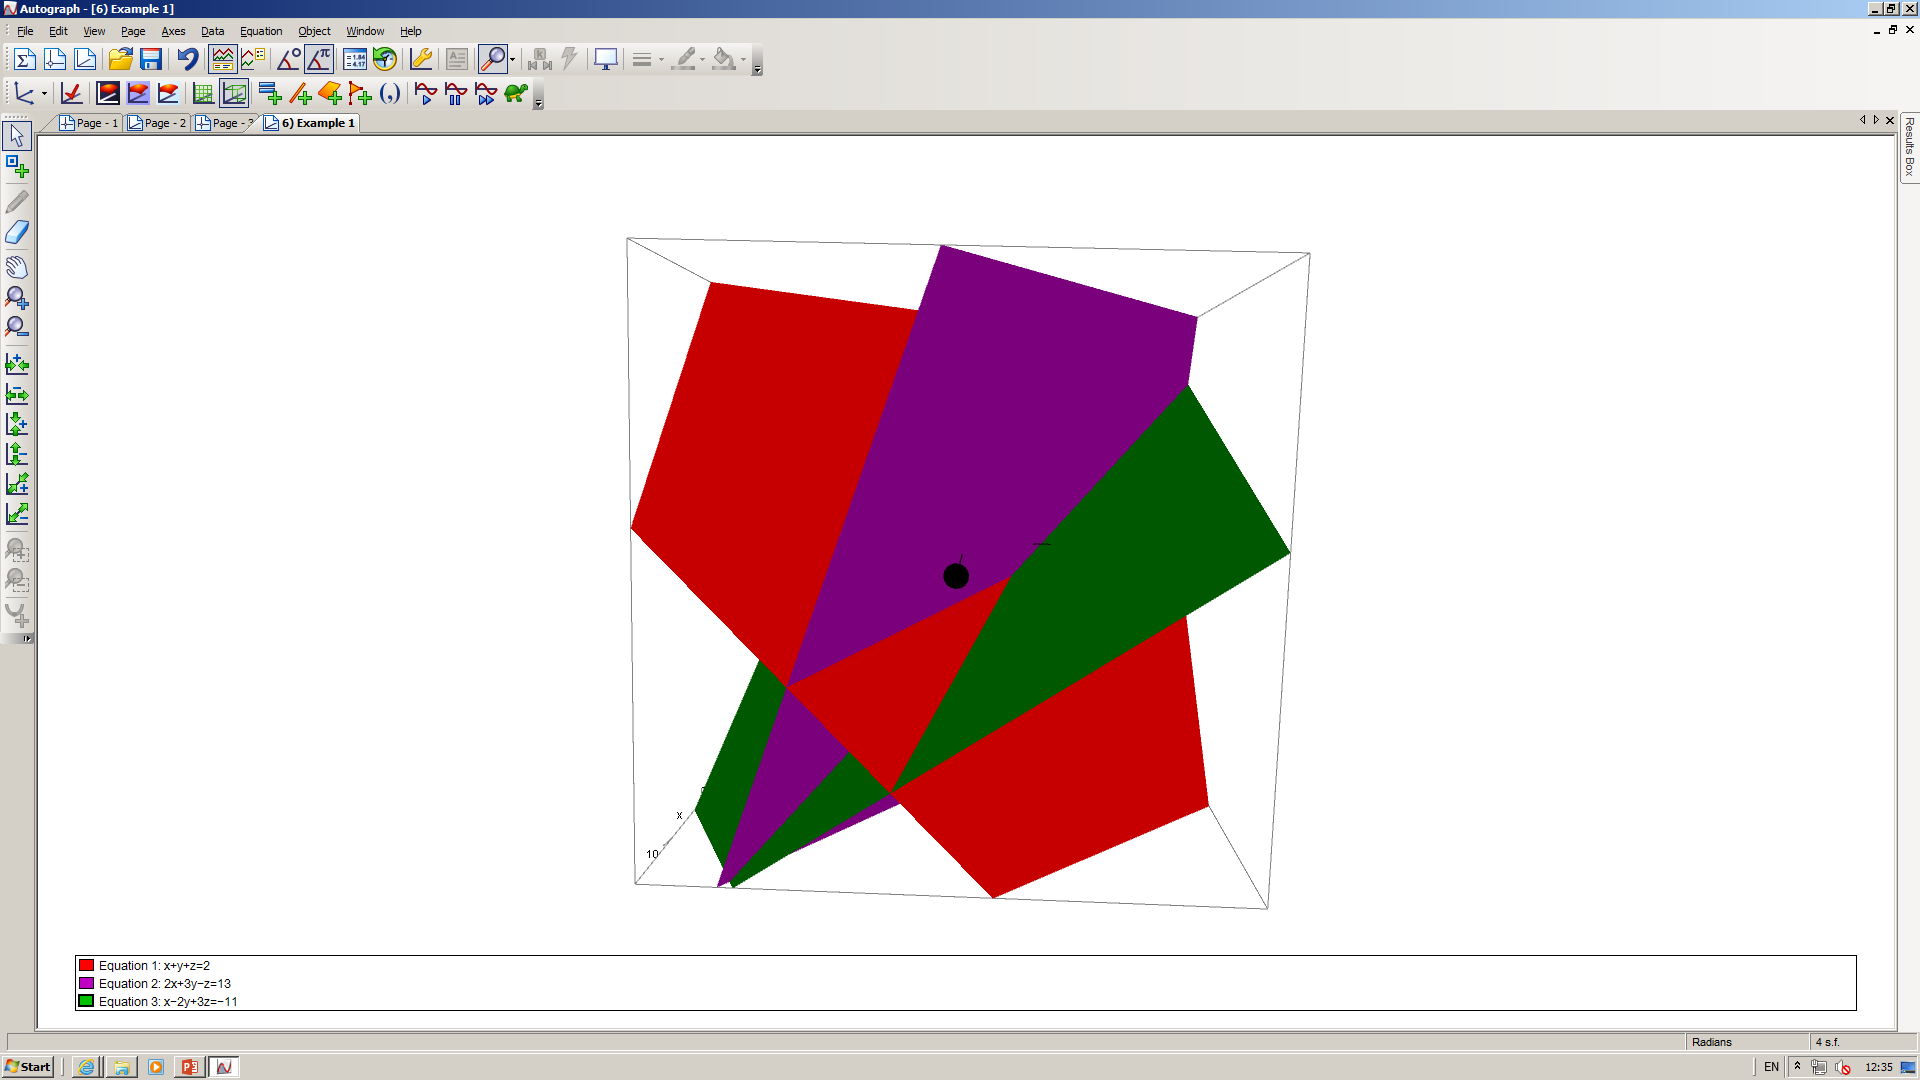 Autograph - [6) Example 1]
File Edit View Page Axes Data Equation Object Window Help
Page - 1 Page - 2 Page - 6) Example 1
Results Box
x
10
Equation 1: x+y+z=2
Equation 2: 2x+3y−z=13
Equation 3: x−2y+3z=−11
Radians 4 s.f.
Start EN 12:35